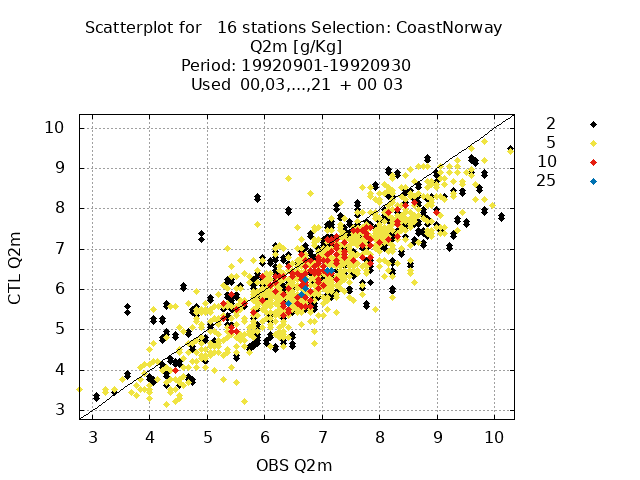 Scatterplot for   16 stations Selection: CoastNorway
Q2m [g/Kg]
Period: 19920901-19920930
Used  00,03,...,21  + 00 03
2
5
10
25
10
9
8
7
6
5
4
3
CTL Q2m
3 4 5 6 7 8 9 10
OBS Q2m